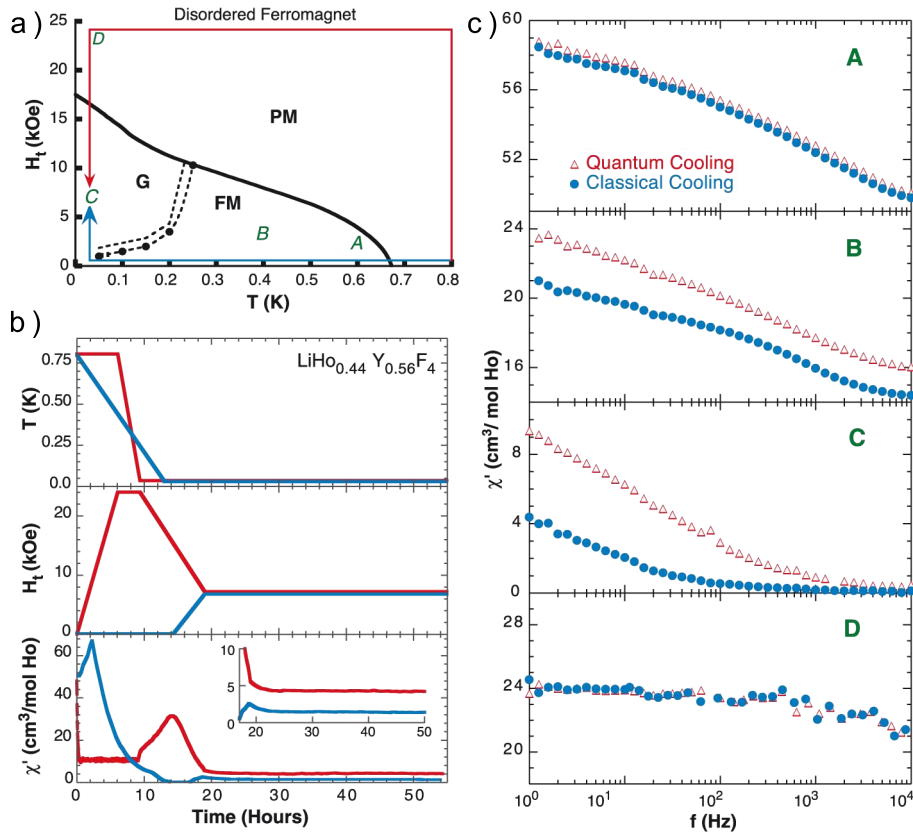 a)
Disordered Ferromagnet
25
20
15
10
5
0
H_t (kOe)
D
PM
G
C
FM
B
A
0
0.1
0.2
0.3
0.4
0.5
0.6
0.7
0.8
T (K)
b)
LiHo_0.44 Y_0.56F_4
0.75
0.50
0.25
0.0
T (K)
20
10
0
H_t (kOe)
60
40
20
0
χ' (cm³/mol Ho)
10
5
0
20
30
40
50
0
10
20
30
40
50
Time (Hours)
c)
60
56
52
A
Quantum Cooling
Classical Cooling
24
20
16
B
8
4
0
C
χ' (cm³/ mol Ho)
28
24
20
D
10⁰
10¹
10²
10³
10⁴
f (Hz)